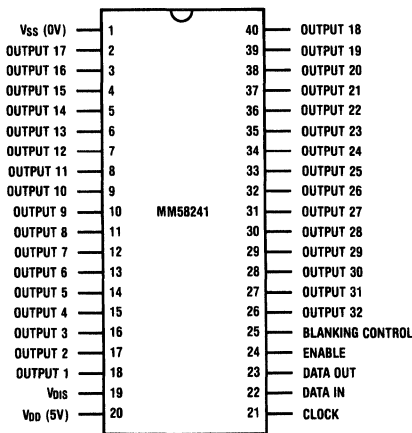 VSS (0V) 1 40 OUTPUT 18
OUTPUT 17 2 39 OUTPUT 19
OUTPUT 16 3 38 OUTPUT 20
OUTPUT 15 4 37 OUTPUT 21
OUTPUT 14 5 36 OUTPUT 22
OUTPUT 13 6 35 OUTPUT 23
OUTPUT 12 7 34 OUTPUT 24
OUTPUT 11 8 33 OUTPUT 25
OUTPUT 10 9 32 OUTPUT 26
OUTPUT 9 10 MM58241 31 OUTPUT 27
OUTPUT 8 11 30 OUTPUT 28
OUTPUT 7 12 29 OUTPUT 29
OUTPUT 6 13 28 OUTPUT 30
OUTPUT 5 14 27 OUTPUT 31
OUTPUT 4 15 26 OUTPUT 32
OUTPUT 3 16 25 BLANKING CONTROL
OUTPUT 2 17 24 ENABLE
OUTPUT 1 18 23 DATA OUT
VDIS 19 22 DATA IN
VDD (5V) 20 21 CLOCK